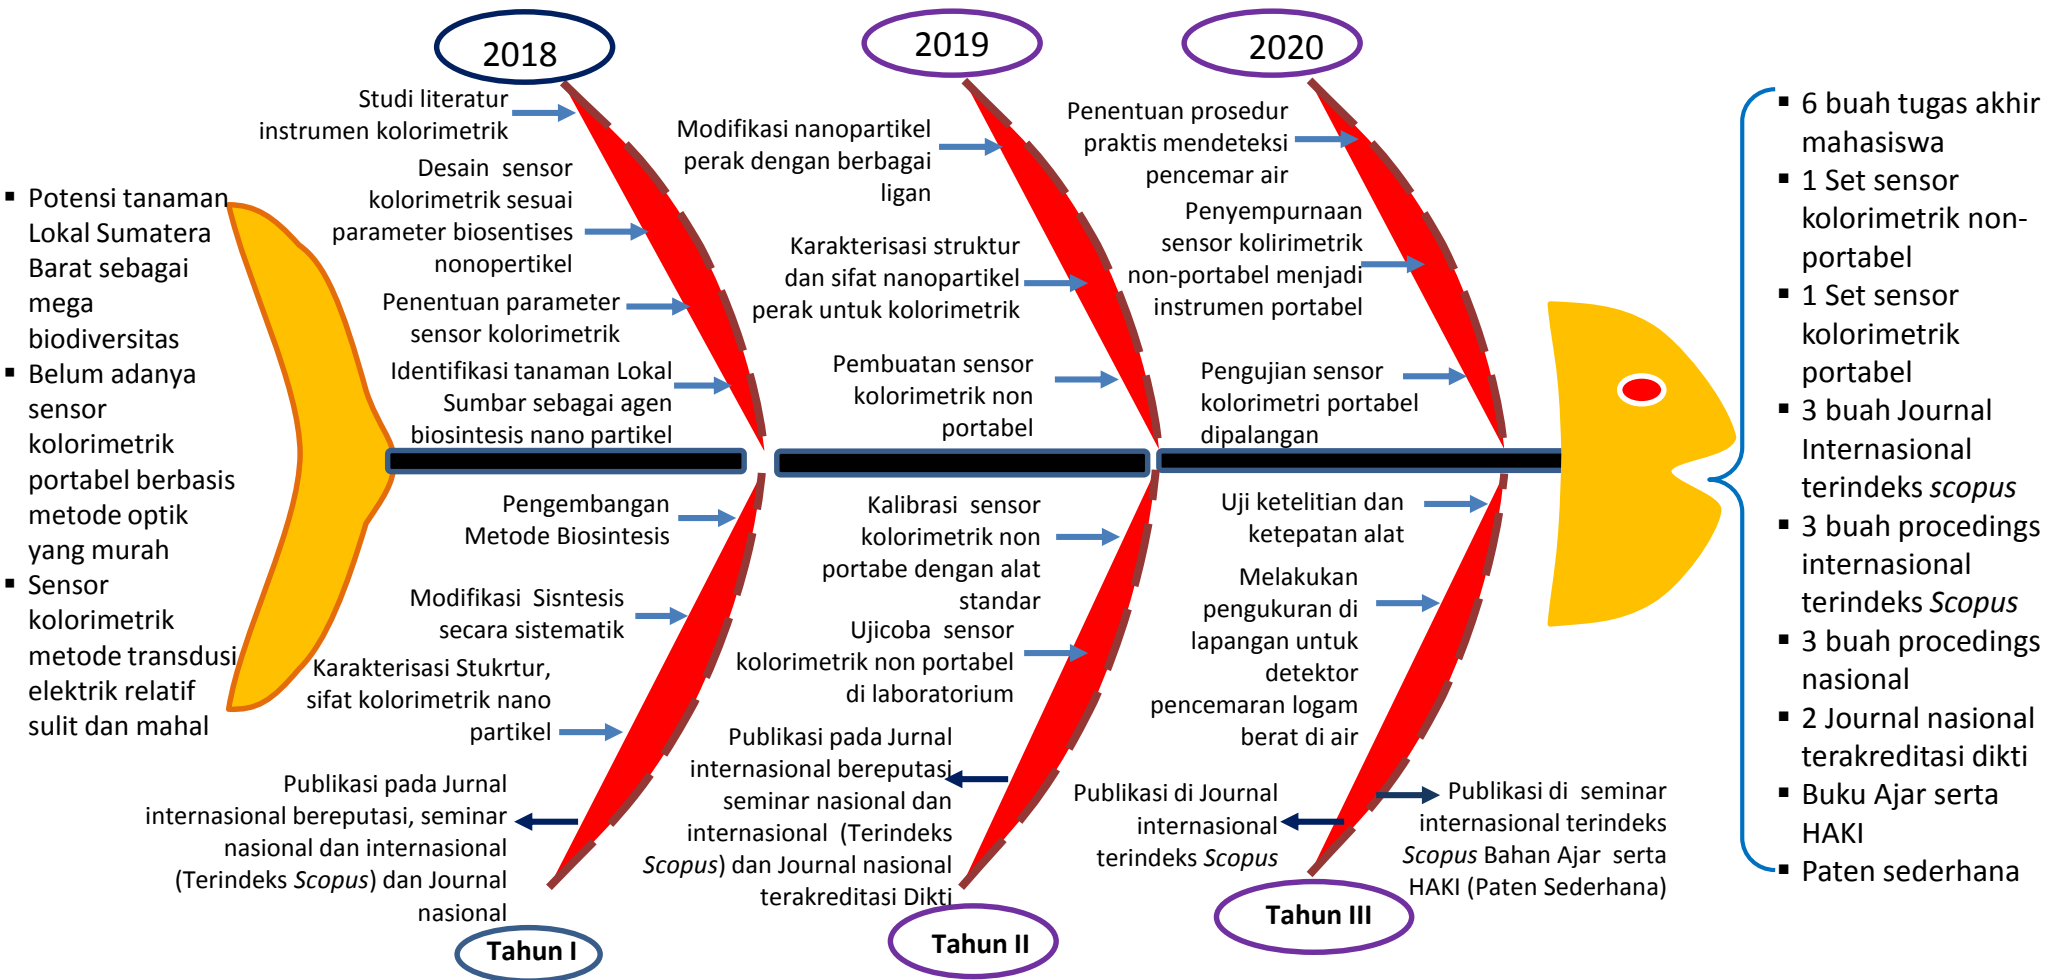 2018
2019
2020
▪ Potensi tanaman
Lokal Sumatera
Barat sebagai
mega
biodiversitas
▪ Belum adanya
sensor
kolorimetrik
portabel berbasis
metode optik
yang murah
▪ Sensor
kolorimetrik
metode transdusi
elektrik relatif
sulit dan mahal
Studi literatur
instrumen kolorimetrik
Desain sensor
kolorimetrik sesuai
parameter biosentises
nonopertikel
Penentuan parameter
sensor kolorimetrik
Identifikasi tanaman Lokal
Sumbar sebagai agen
biosintesis nano partikel
Pengembangan
Metode Biosintesis
Modifikasi Sisntesis
secara sistematik
Karakterisasi Stukrtur,
sifat kolorimetrik nano
partikel
Publikasi pada Jurnal
internasional bereputasi, seminar
nasional dan internasional
(Terindeks Scopus) dan Journal
nasional
Tahun I
Modifikasi nanopartikel
perak dengan berbagai
ligan
Karakterisasi struktur
dan sifat nanopartikel
perak untuk kolorimetrik
Pembuatan sensor
kolorimetrik non
portabel
Kalibrasi sensor
kolorimetrik non
portabe dengan alat
standar
Ujicoba sensor
kolorimetrik non portabel
di laboratorium
Publikasi pada Jurnal
internasional bereputasi
seminar nasional dan
internasional (Terindeks
Scopus) dan Journal nasional
terakreditasi Dikti
Tahun II
Penentuan prosedur
praktis mendeteksi
pencemar air
Penyempurnaan
sensor kolirimetrik
non-portabel menjadi
instrumen portabel
Pengujian sensor
kolorimetri portabel
dipalangan
Uji ketelitian dan
ketepatan alat
Melakukan
pengukuran di
lapangan untuk
detektor
pencemaran logam
berat di air
Publikasi di Journal
internasional
terindeks Scopus
Publikasi di seminar
internasional terindeks
Scopus Bahan Ajar serta
HAKI (Paten Sederhana)
Tahun III
▪ 6 buah tugas akhir
mahasiswa
▪ 1 Set sensor
kolorimetrik non-
portabel
▪ 1 Set sensor
kolorimetrik
portabel
▪ 3 buah Journal
Internasional
terindeks scopus
▪ 3 buah procedings
internasional
terindeks Scopus
▪ 3 buah procedings
nasional
▪ 2 Journal nasional
terakreditasi dikti
▪ Buku Ajar serta
HAKI
▪ Paten sederhana